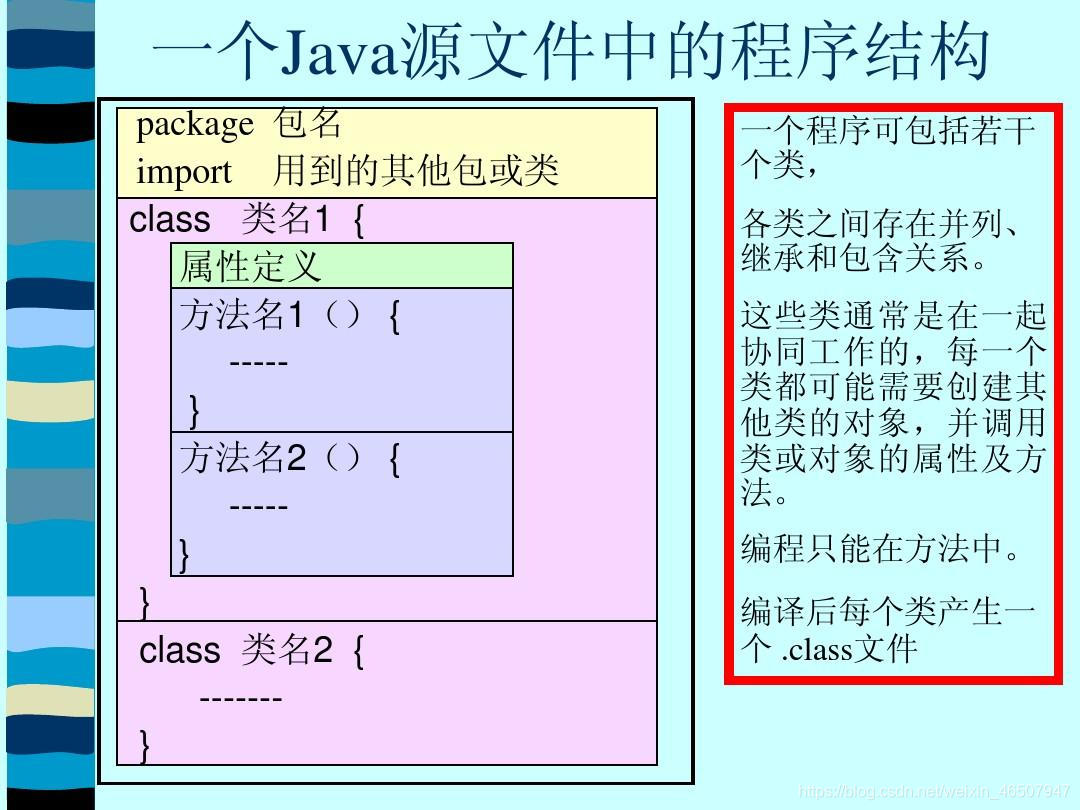 一个Java源文件中的程序结构
package 包名
import 用到的其他包或类
class 类名1 {
属性定义
方法名1（） {
-----
}
方法名2（） {
-----
}
}
class 类名2 {
-------
}
一个程序可包括若干
个类，
各类之间存在并列、
继承和包含关系。
这些类通常是在一起
协同工作的，每一个
类都可能需要创建其
他类的对象，并调用
类或对象的属性及方
法。
编程只能在方法中。
编译后每个类产生一
个 .class文件
https://blog.csdn.net/weixin_46507947